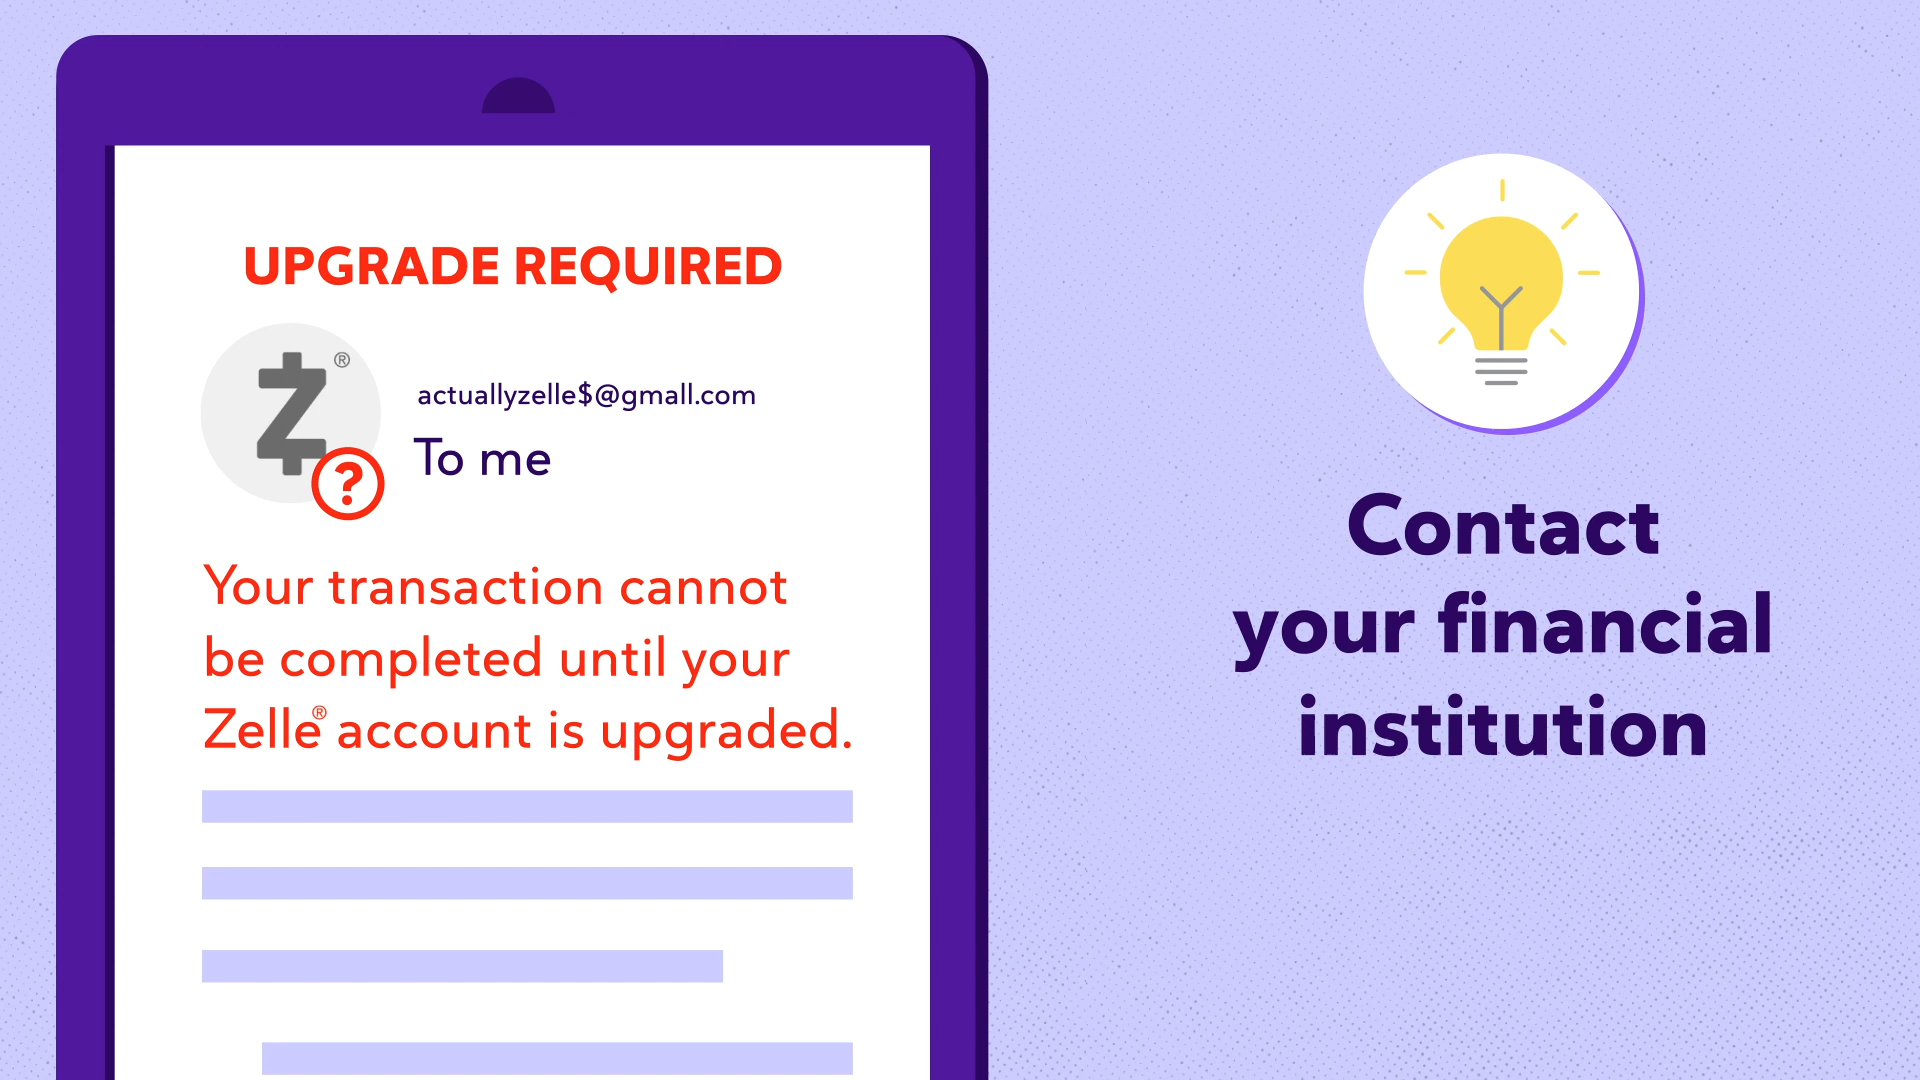 UPGRADE REQUIRED
Z®
?
actuallyzelle$@gmall.com
To me
Your transaction cannot
be completed until your
Zelle® account is upgraded.
Contact
your financial
institution